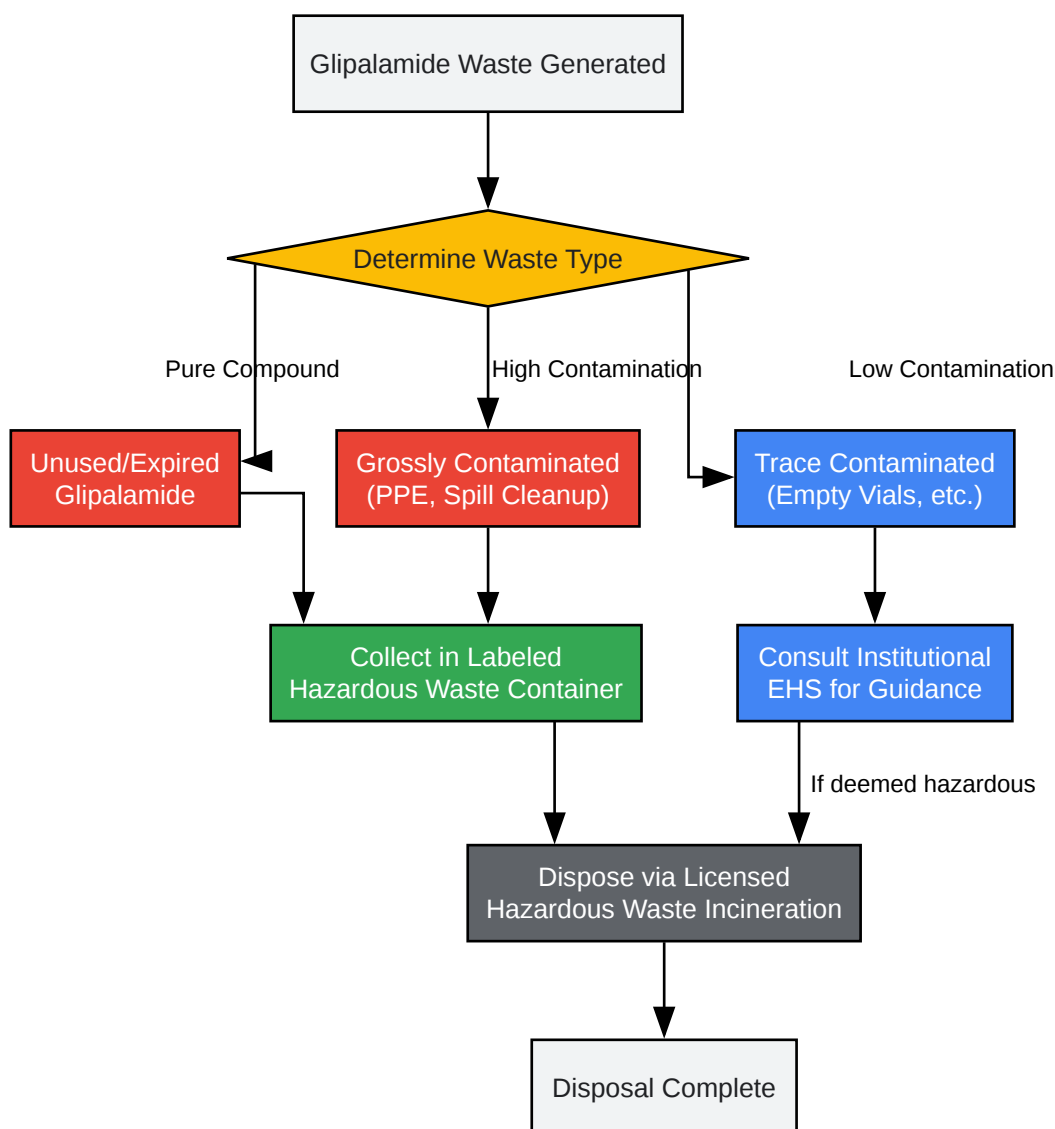 Glipalamide Waste Generated
Determine Waste Type
Pure Compound
High Contamination
Low Contamination
Unused/Expired
Glipalamide
Grossly Contaminated
(PPE, Spill Cleanup)
Trace Contaminated
(Empty Vials, etc.)
Collect in Labeled
Hazardous Waste Container
Consult Institutional
EHS for Guidance
If deemed hazardous
Dispose via Licensed
Hazardous Waste Incineration
Disposal Complete